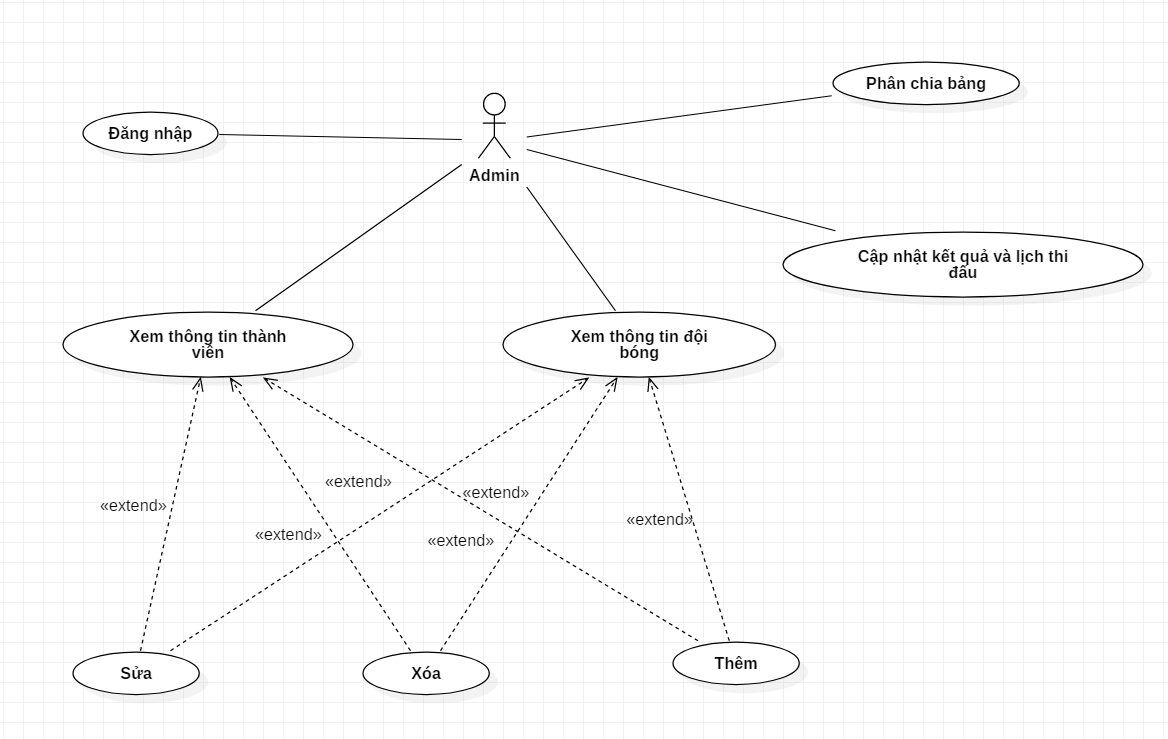 Phân chia bảng
Đăng nhập
Admin
Cập nhật kết quả và lịch thi
đấu
Xem thông tin thành
viên
Xem thông tin đội
bóng
«extend»
«extend»
«extend»
«extend»
«extend»
«extend»
Sửa
Xóa
Thêm